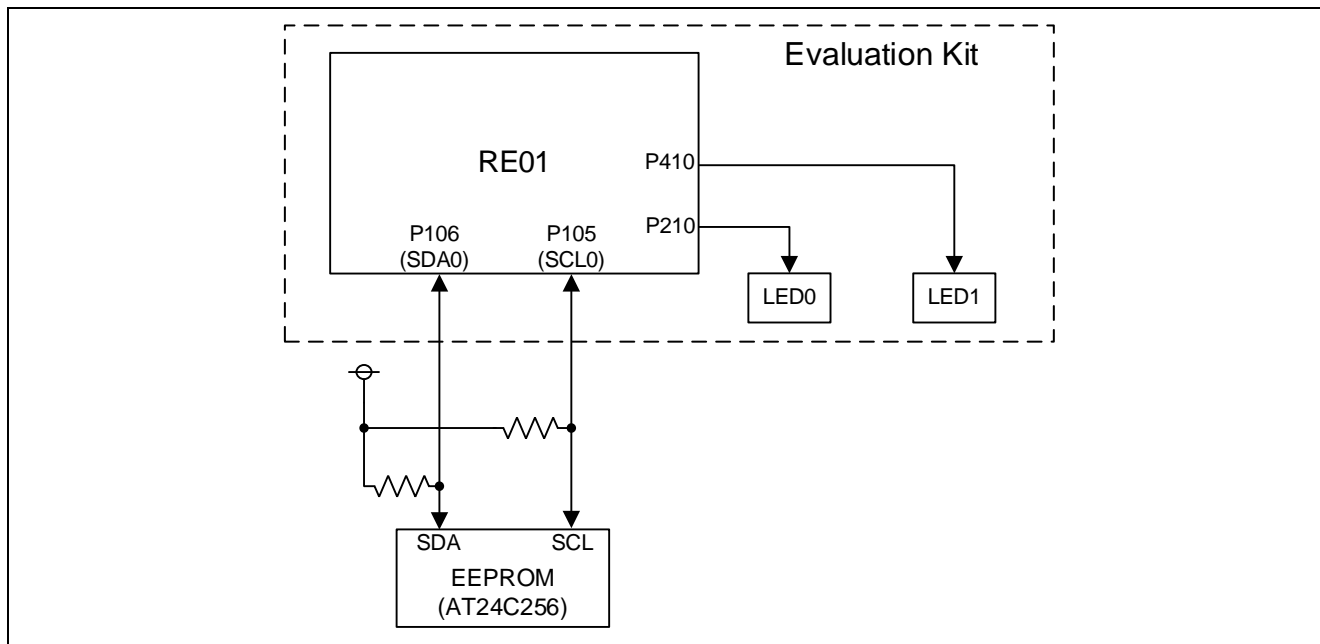 Evaluation Kit
RE01
P410
P210
P106
(SDA0)
P105
(SCL0)
LED0
LED1
SDA
SCL
EEPROM
(AT24C256)